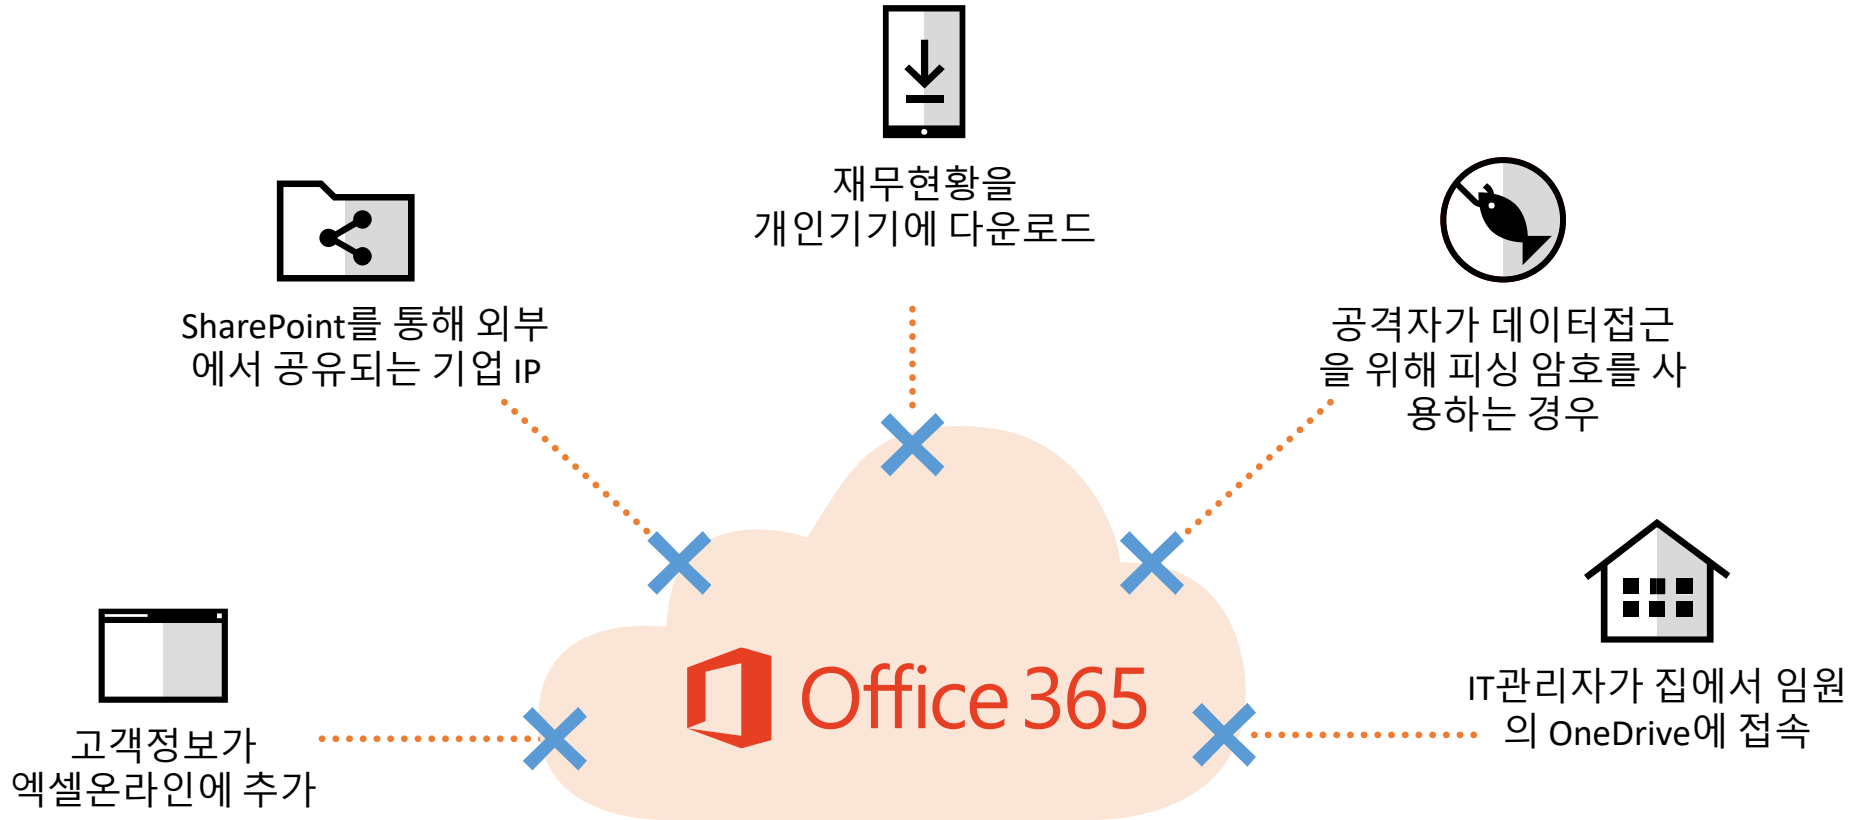 재무현황을
개인기기에 다운로드
SharePoint를 통해 외부
에서 공유되는 기업 IP
공격자가 데이터접근
을 위해 피싱 암호를 사
용하는 경우
고객정보가
엑셀온라인에 추가
Office 365
IT관리자가 집에서 임원
의 OneDrive에 접속